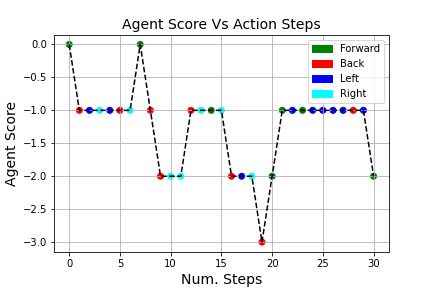 Agent Score Vs Action Steps
Agent Score
0.0
−0.5
−1.0
−1.5
−2.0
−2.5
−3.0
Forward
Back
Left
Right
0 5 10 15 20 25 30
Num. Steps